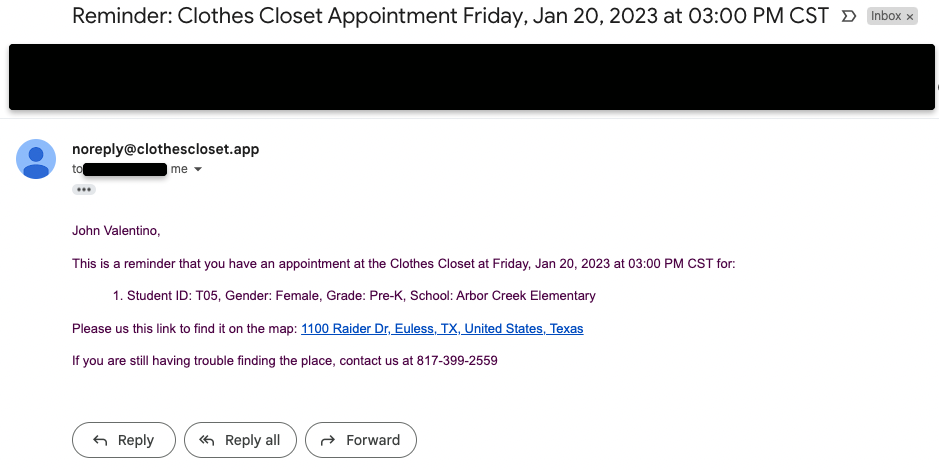 Reminder: Clothes Closet Appointment Friday, Jan 20, 2023 at 03:00 PM CST Inbox ×
noreply@clothescloset.app
to me
•••
John Valentino,
This is a reminder that you have an appointment at the Clothes Closet at Friday, Jan 20, 2023 at 03:00 PM CST for:
1. Student ID: T05, Gender: Female, Grade: Pre-K, School: Arbor Creek Elementary
Please us this link to find it on the map: 1100 Raider Dr, Euless, TX, United States, Texas
If you are still having trouble finding the place, contact us at 817-399-2559
Reply Reply all Forward